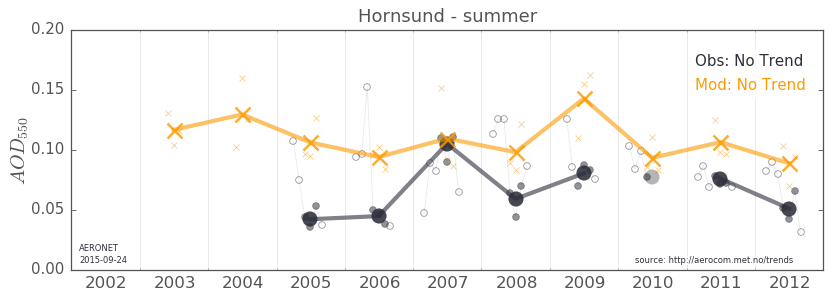 Hornsund - summer
0.20
0.15
0.10
0.05
0.00
AOD550
Obs: No Trend
Mod: No Trend
AERONET
2015-09-24
source: http://aerocom.met.no/trends
2002 2003 2004 2005 2006 2007 2008 2009 2010 2011 2012